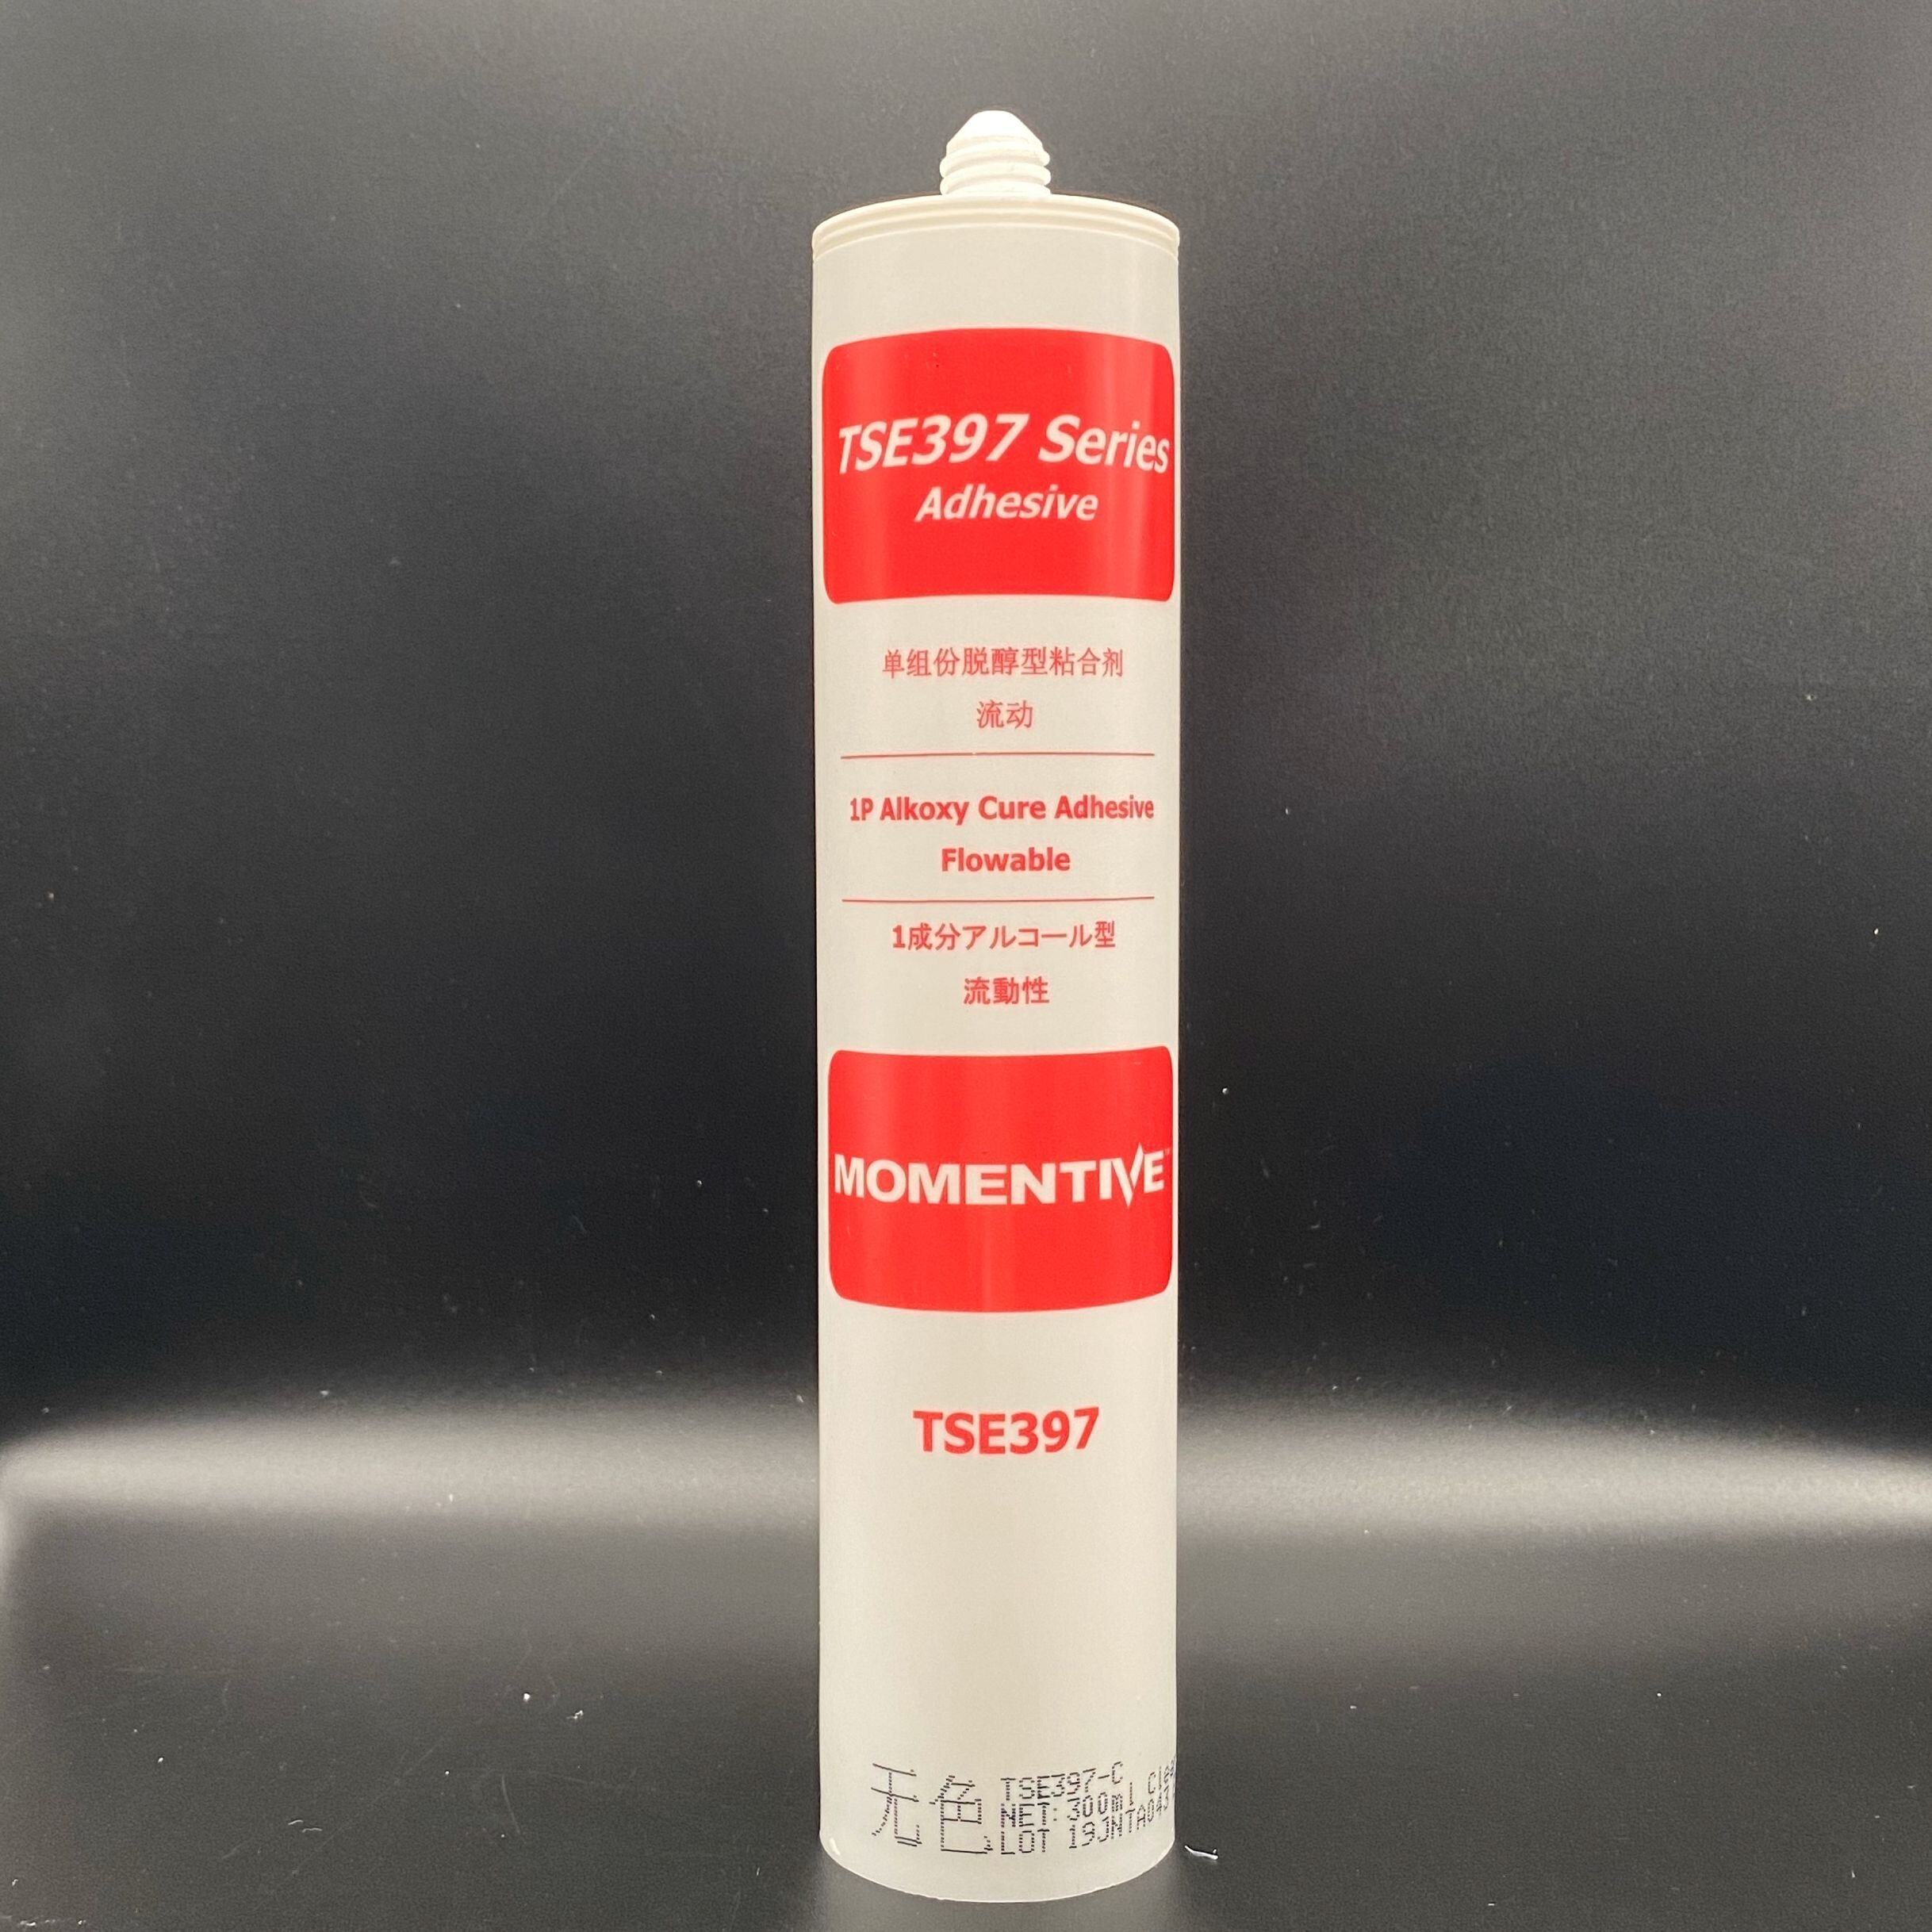 TSE397 Series
Adhesive
单组份脱醇型粘合剂
流动
1P Alkoxy Cure Adhesive
Flowable
1成分アルコール型
流動性
MOMENTIVE
TSE397
无色
TSE397-C
NET: 300ml
LOT 19JNTA043